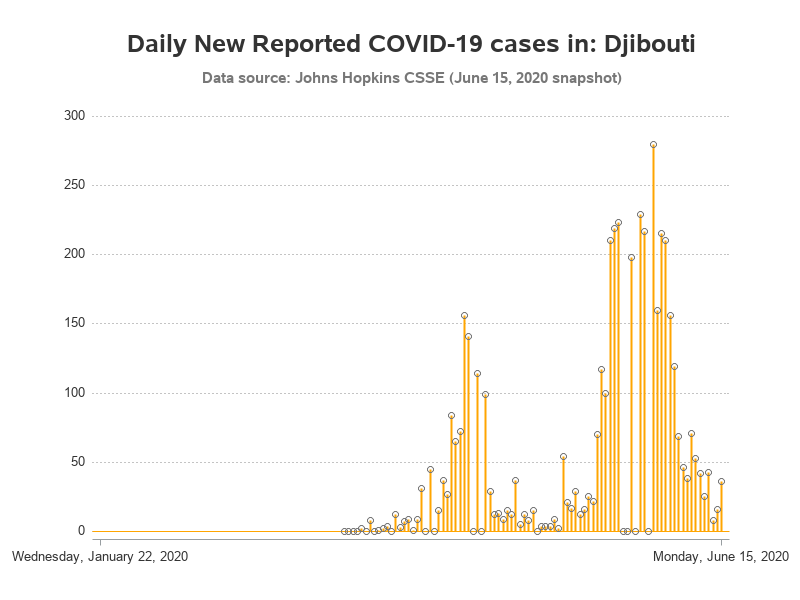 Daily New Reported COVID-19 cases in: Djibouti
Data source: Johns Hopkins CSSE (June 15, 2020 snapshot)
300
250
200
150
100
50
0
Wednesday, January 22, 2020
Monday, June 15, 2020